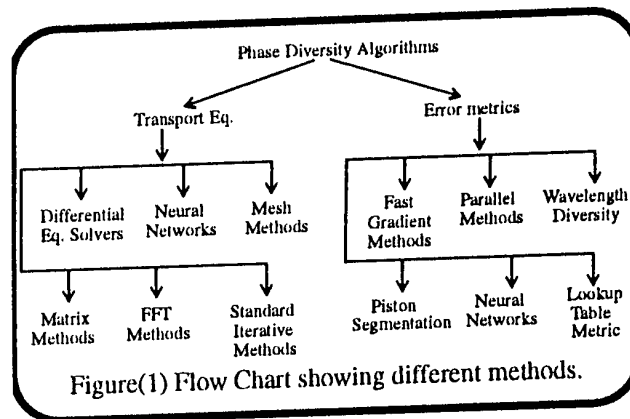 Phase Diversity Algorithms
Transport Eq.
Error metrics
Differential
Eq. Solvers
Neural
Networks
Mesh
Methods
Fast
Gradient
Methods
Parallel
Methods
Wavelength
Diversity
Matrix
Methods
FFT
Methods
Standard
Iterative
Methods
Piston
Segmentation
Neural
Networks
Lookup
Table
Metric
Figure(1) Flow Chart showing different methods.